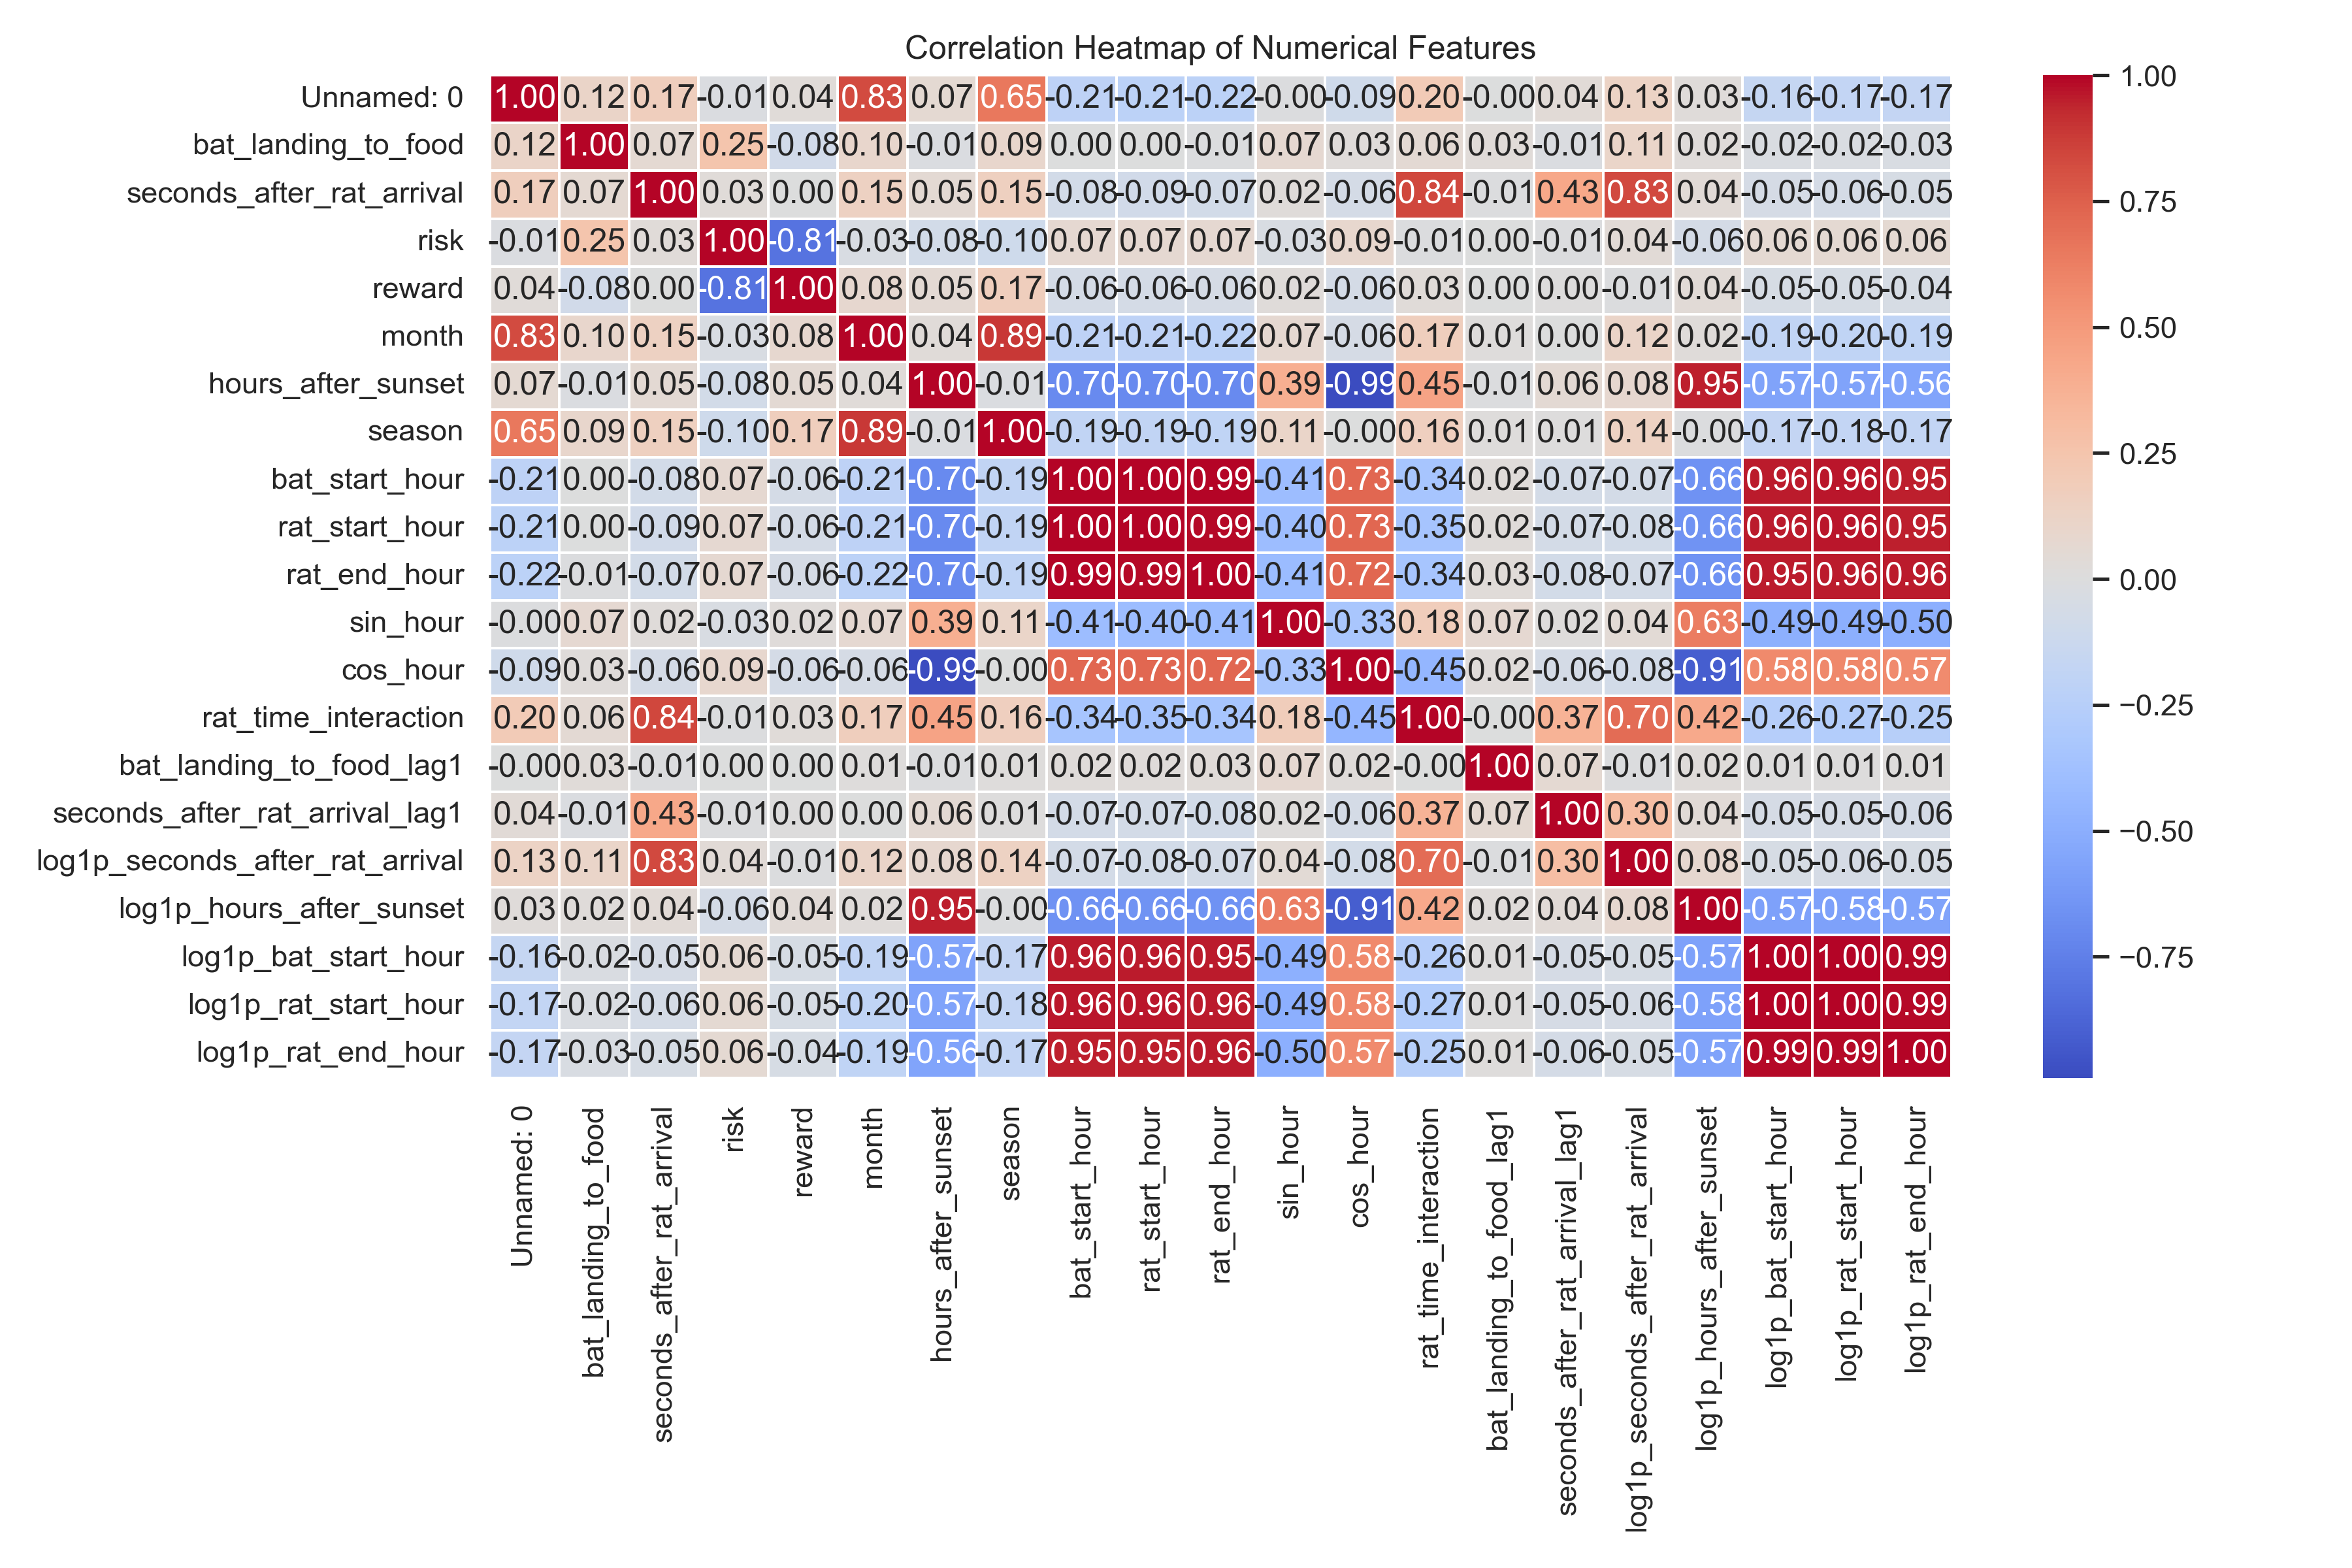 Correlation Heatmap of Numerical Features
Unnamed: 0 1.00 0.12 0.17 -0.01 0.04 0.83 0.07 0.65 -0.21 -0.21 -0.22 -0.00 -0.09 0.20 -0.00 0.04 0.13 0.03 -0.16 -0.17 -0.17
bat_landing_to_food 0.12 1.00 0.07 0.25 -0.08 0.10 -0.01 0.09 0.00 0.00 -0.01 0.07 0.03 0.06 0.03 -0.01 0.11 0.02 -0.02 -0.02 -0.03
seconds_after_rat_arrival 0.17 0.07 1.00 0.03 0.00 0.15 0.05 0.15 -0.08 -0.09 -0.07 0.02 -0.06 0.84 -0.01 0.43 0.83 0.04 -0.05 -0.06 -0.05
risk -0.01 0.25 0.03 1.00 -0.81 -0.03 -0.08 -0.10 0.07 0.07 0.07 -0.03 0.09 -0.01 0.00 -0.01 0.04 -0.06 0.06 0.06 0.06
reward 0.04 -0.08 0.00 -0.81 1.00 0.08 0.05 0.17 -0.06 -0.06 -0.06 0.02 -0.06 0.03 0.00 0.00 -0.01 0.04 -0.05 -0.05 -0.04
month 0.83 0.10 0.15 -0.03 0.08 1.00 0.04 0.89 -0.21 -0.21 -0.22 0.07 -0.06 0.17 0.01 0.00 0.12 0.02 -0.19 -0.20 -0.19
hours_after_sunset 0.07 -0.01 0.05 -0.08 0.05 0.04 1.00 -0.01 -0.70 -0.70 -0.70 0.39 -0.99 0.45 -0.01 0.06 0.08 0.95 -0.57 -0.57 -0.56
season 0.65 0.09 0.15 -0.10 0.17 0.89 -0.01 1.00 -0.19 -0.19 -0.19 0.11 -0.00 0.16 0.01 0.01 0.14 -0.00 -0.17 -0.18 -0.17
bat_start_hour -0.21 0.00 -0.08 0.07 -0.06 -0.21 -0.70 -0.19 1.00 1.00 0.99 -0.41 0.73 -0.34 0.02 -0.07 -0.07 -0.66 0.96 0.96 0.95
rat_start_hour -0.21 0.00 -0.09 0.07 -0.06 -0.21 -0.70 -0.19 1.00 1.00 0.99 -0.40 0.73 -0.35 0.02 -0.07 -0.08 -0.66 0.96 0.96 0.95
rat_end_hour -0.22 -0.01 -0.07 0.07 -0.06 -0.22 -0.70 -0.19 0.99 0.99 1.00 -0.41 0.72 -0.34 0.03 -0.08 -0.07 -0.66 0.95 0.96 0.96
sin_hour -0.00 0.07 0.02 -0.03 0.02 0.07 0.39 0.11 -0.41 -0.40 -0.41 1.00 -0.33 0.18 0.07 0.02 0.04 0.63 -0.49 -0.49 -0.50
cos_hour -0.09 0.03 -0.06 0.09 -0.06 -0.06 -0.99 -0.00 0.73 0.73 0.72 -0.33 1.00 -0.45 0.02 -0.06 -0.08 -0.91 0.58 0.58 0.57
rat_time_interaction 0.20 0.06 0.84 -0.01 0.03 0.17 0.45 0.16 -0.34 -0.35 -0.34 0.18 -0.45 1.00 -0.00 0.37 0.70 0.42 -0.26 -0.27 -0.25
bat_landing_to_food_lag1 -0.00 0.03 -0.01 0.00 0.00 0.01 -0.01 0.01 0.02 0.02 0.03 0.07 0.02 -0.00 1.00 0.07 -0.01 0.02 0.01 0.01 0.01
seconds_after_rat_arrival_lag1 0.04 -0.01 0.43 -0.01 0.00 0.00 0.06 0.01 -0.07 -0.07 -0.08 0.02 -0.06 0.37 0.07 1.00 0.30 0.04 -0.05 -0.05 -0.06
log1p_seconds_after_rat_arrival 0.13 0.11 0.83 0.04 -0.01 0.12 0.08 0.14 -0.07 -0.08 -0.07 0.04 -0.08 0.70 -0.01 0.30 1.00 0.08 -0.05 -0.06 -0.05
log1p_hours_after_sunset 0.03 0.02 0.04 -0.06 0.04 0.02 0.95 -0.00 -0.66 -0.66 -0.66 0.63 -0.91 0.42 0.02 0.04 0.08 1.00 -0.57 -0.58 -0.57
log1p_bat_start_hour -0.16 -0.02 -0.05 0.06 -0.05 -0.19 -0.57 -0.17 0.96 0.96 0.95 -0.49 0.58 -0.26 0.01 -0.05 -0.05 -0.57 1.00 1.00 0.99
log1p_rat_start_hour -0.17 -0.02 -0.06 0.06 -0.05 -0.20 -0.57 -0.18 0.96 0.96 0.96 -0.49 0.58 -0.27 0.01 -0.05 -0.06 -0.58 1.00 1.00 0.99
log1p_rat_end_hour -0.17 -0.03 -0.05 0.06 -0.04 -0.19 -0.56 -0.17 0.95 0.95 0.96 -0.50 0.57 -0.25 0.01 -0.06 -0.05 -0.57 0.99 0.99 1.00
Unnamed: 0
bat_landing_to_food
seconds_after_rat_arrival
risk
reward
month
hours_after_sunset
season
bat_start_hour
rat_start_hour
rat_end_hour
sin_hour
cos_hour
rat_time_interaction
bat_landing_to_food_lag1
seconds_after_rat_arrival_lag1
log1p_seconds_after_rat_arrival
log1p_hours_after_sunset
log1p_bat_start_hour
log1p_rat_start_hour
log1p_rat_end_hour
1.00
0.75
0.50
0.25
0.00
−0.25
−0.50
−0.75